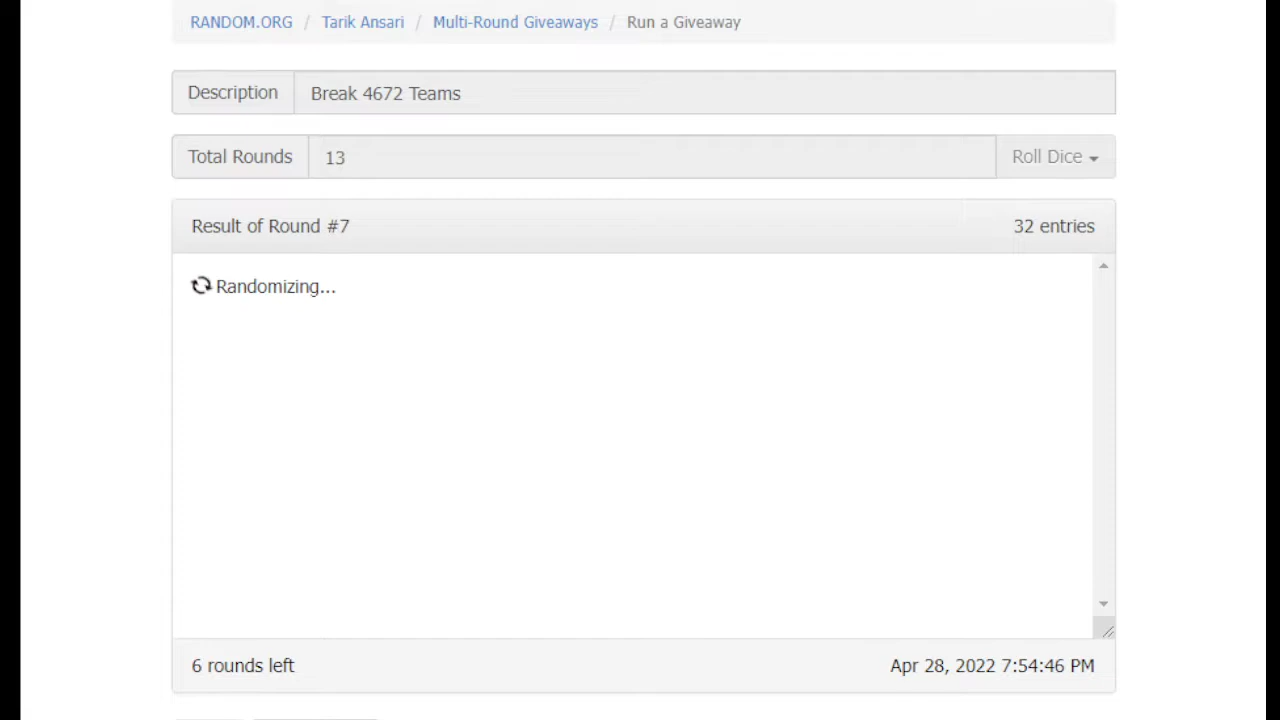 RANDOM.ORG / Tarik Ansari / Multi-Round Giveaways / Run a Giveaway
Description Break 4672 Teams
Total Rounds 13 Roll Dice
Result of Round #7 32 entries
Randomizing...
6 rounds left Apr 28, 2022 7:54:46 PM